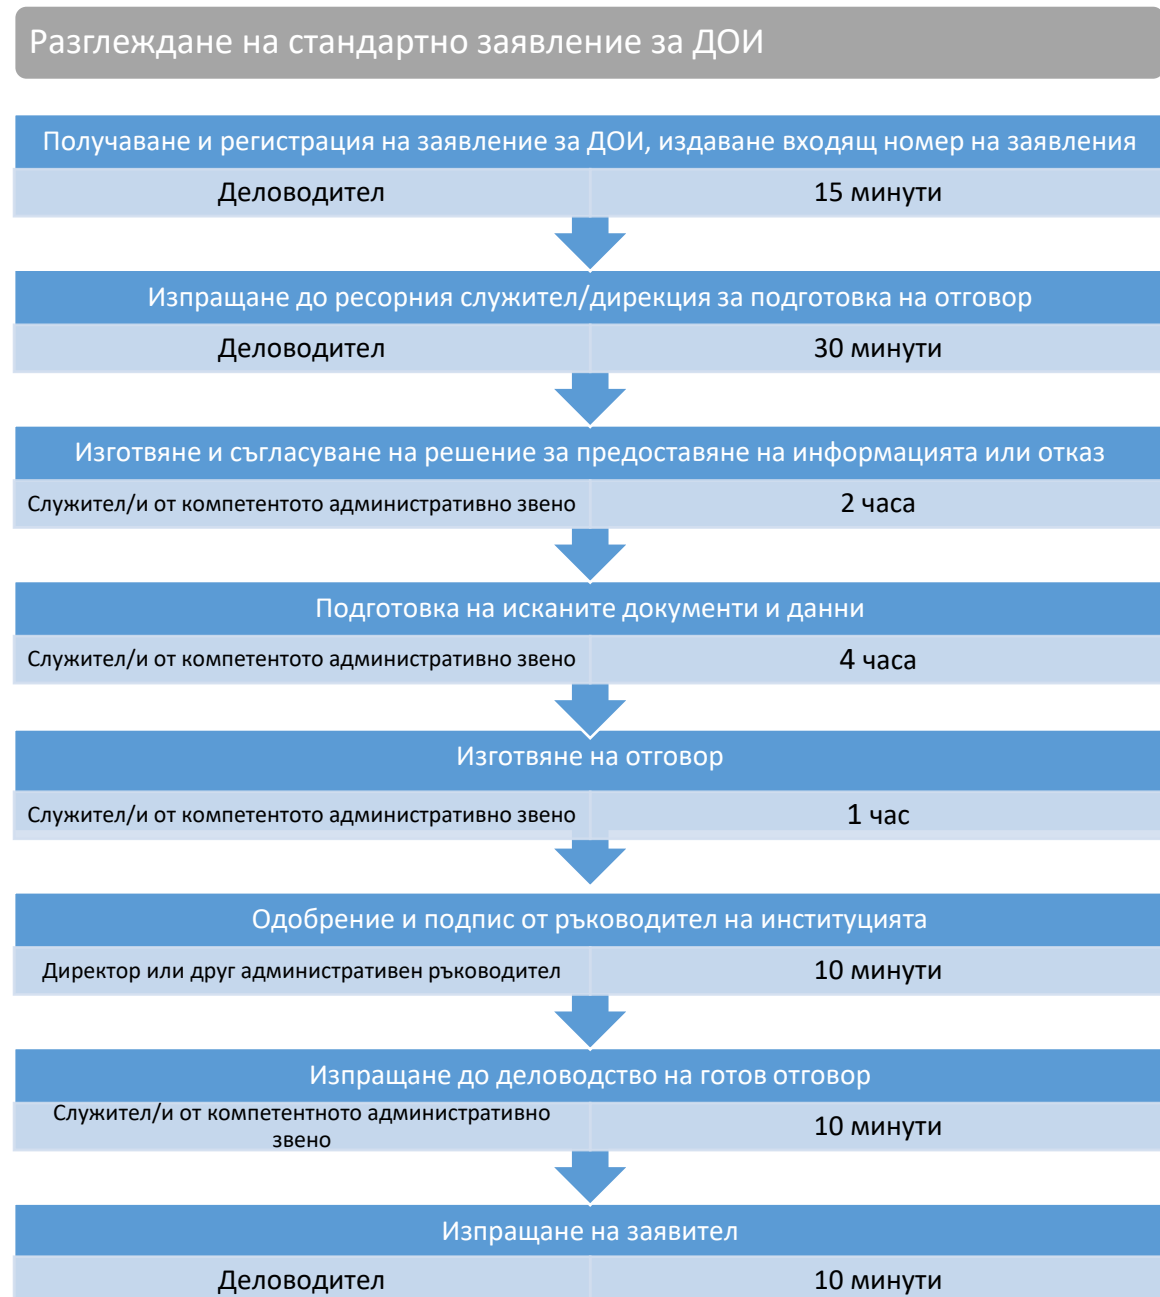 Разглеждане на стандартно заявление за ДОИ
Получаване и регистрация на заявление за ДОИ, издаване входящ номер на заявления
Деловодител
15 минути
Изпращане до ресорния служител/дирекция за подготовка на отговор
Деловодител
30 минути
Изготвяне и съгласуване на решение за предоставяне на информацията или отказ
Служител/и от компетентото административно звено
2 часа
Подготовка на исканите документи и данни
Служител/и от компетентото административно звено
4 часа
Изготвяне на отговор
Служител/и от компетентото административно звено
1 час
Одобрение и подпис от ръководител на институцията
Директор или друг административен ръководител
10 минути
Изпращане до деловодство на готов отговор
Служител/и от компетентното административно
звено
10 минути
Изпращане на заявител
Деловодител
10 минути